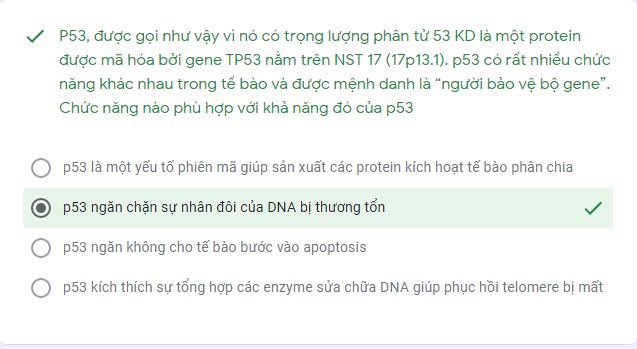 P53, được gọi như vậy vì nó có trọng lượng phân tử 53 KD là một protein
được mã hóa bởi gene TP53 nằm trên NST 17 (17p13.1). p53 có rất nhiều chức
năng khác nhau trong tế bào và được mệnh danh là “người bảo vệ bộ gene”.
Chức năng nào phù hợp với khả năng đó của p53
p53 là một yếu tố phiên mã giúp sản xuất các protein kích hoạt tế bào phân chia
p53 ngăn chặn sự nhân đôi của DNA bị thương tổn
p53 ngăn không cho tế bào bước vào apoptosis
p53 kích thích sự tổng hợp các enzyme sửa chữa DNA giúp phục hồi telomere bị mất